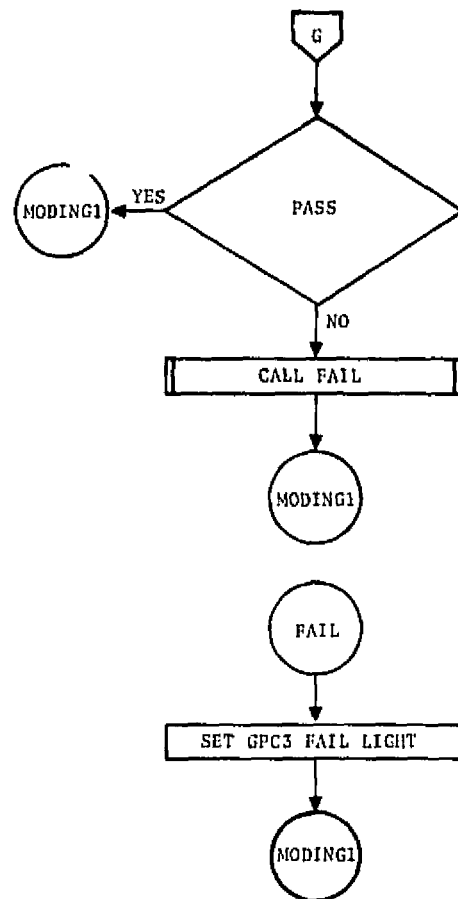 G
PASS
YES
MODING1
NO
CALL FAIL
MODING1
FAIL
SET GPC3 FAIL LIGHT
MODING1